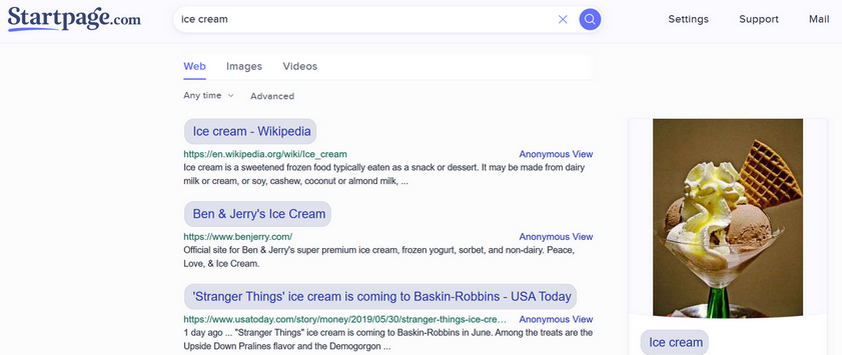 Startpage.com
ice cream
Settings Support Mail
Web Images Videos
Any time Advanced
Ice cream - Wikipedia
https://en.wikipedia.org/wiki/Ice_cream Anonymous View
Ice cream is a sweetened frozen food typically eaten as a snack or dessert. It may be made from dairy
milk or cream, or soy, cashew, coconut or almond milk, ...
Ben & Jerry's Ice Cream
https://www.benjerry.com/ Anonymous View
Official site for Ben & Jerry's super premium ice cream, frozen yogurt, sorbet, and non-dairy. Peace,
Love, & Ice Cream.
'Stranger Things' ice cream is coming to Baskin-Robbins - USA Today
https://www.usatoday.com/story/money/2019/05/30/stranger-things-ice-cre... Anonymous View
1 day ago ... "Stranger Things" ice cream is coming to Baskin-Robbins in June. Among the treats are the
Upside Down Pralines flavor and the Demogorgon ...
Ice cream